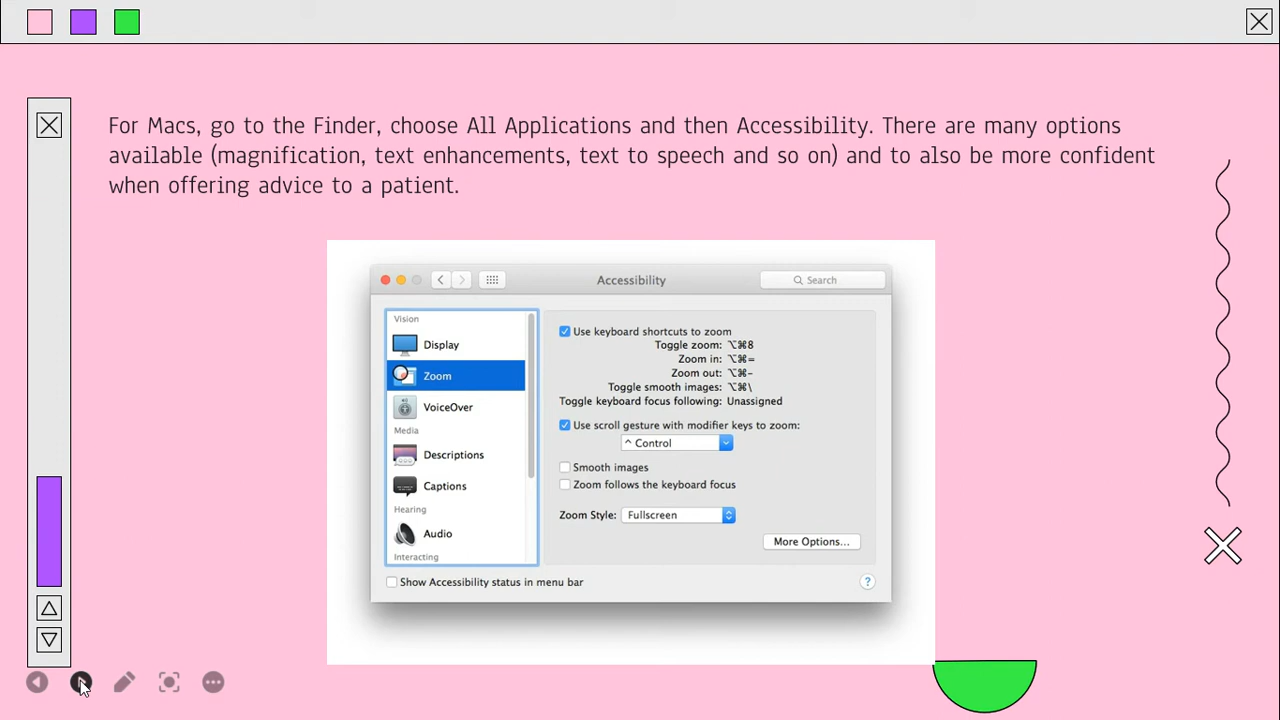 For Macs, go to the Finder, choose All Applications and then Accessibility. There are many options
available (magnification, text enhancements, text to speech and so on) and to also be more confident
when offering advice to a patient.
Accessibility
Search
Vision
Display
Zoom
VoiceOver
Media
Descriptions
Captions
Hearing
Audio
Interacting
Use keyboard shortcuts to zoom
Toggle zoom: ⌥⌘8
Zoom in: ⌥⌘=
Zoom out: ⌥⌘-
Toggle smooth images: ⌥⌘\
Toggle keyboard focus following: Unassigned
Use scroll gesture with modifier keys to zoom:
^ Control
Smooth images
Zoom follows the keyboard focus
Zoom Style: Fullscreen
More Options...
Show Accessibility status in menu bar
?